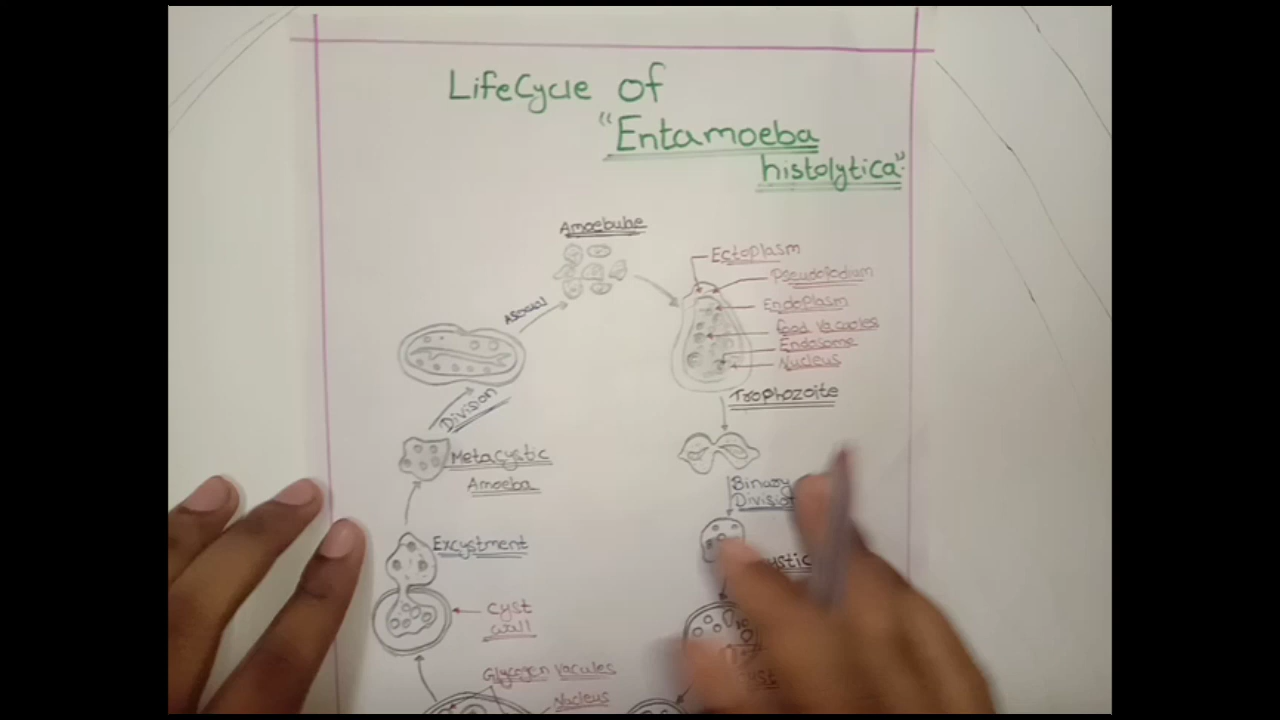 LifeCycle of
"Entamoeba
histolytica".
Amoebulae
Ectoplasm
Pseudopodium
Endoplasm
food Vacuoles
Endosome
Nucleus
Trophozoite
Asexual
Division
Metacystic
Amoeba
Binary
Division
Excystment
Cyst
wall
Glycogen Vacules
Nucleus